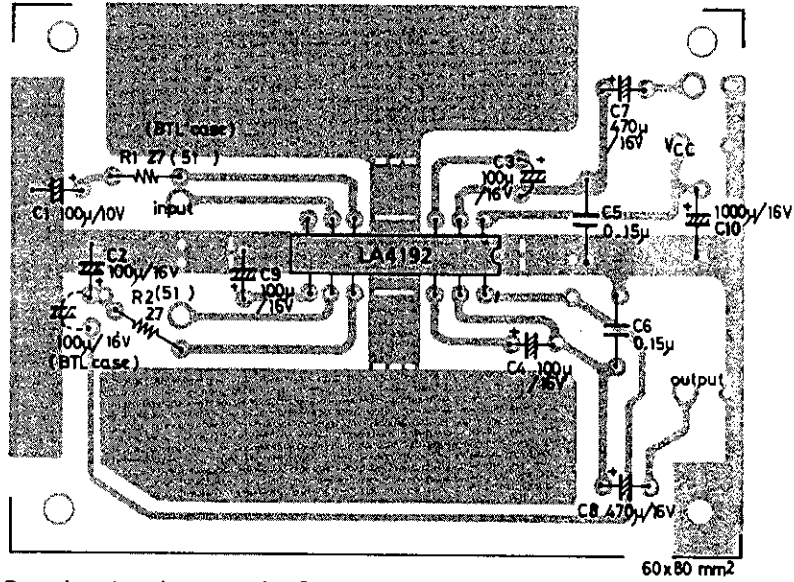 (BTL case)
R1 27 (51)
C1 100μ/10V
input
C3
100μ
/16V
C7
470μ
/16V
VCC
C5
0.15μ
1000μ/16V
C10
LA4192
C2
100μ/16V
R2 (51)
27
C9
100μ
/16V
100μ/16V
(BTL case)
C4 100μ
/16V
C6
0.15μ
output
C8 470μ/16V
60x80 mm²